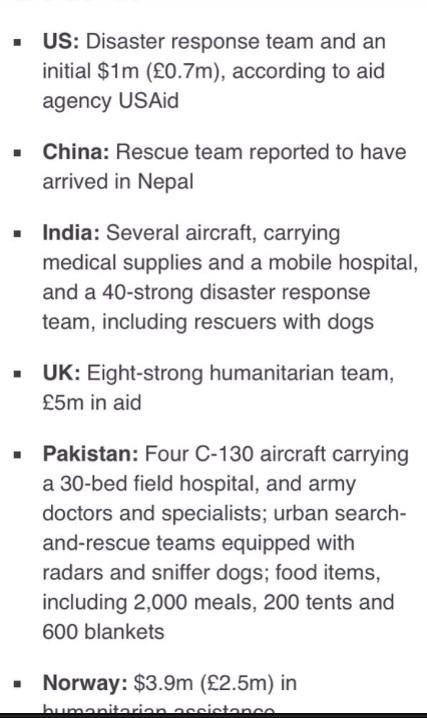 ▪ US: Disaster response team and an
initial $1m (£0.7m), according to aid
agency USAid
▪ China: Rescue team reported to have
arrived in Nepal
▪ India: Several aircraft, carrying
medical supplies and a mobile hospital,
and a 40-strong disaster response
team, including rescuers with dogs
▪ UK: Eight-strong humanitarian team,
£5m in aid
▪ Pakistan: Four C-130 aircraft carrying
a 30-bed field hospital, and army
doctors and specialists; urban search-
and-rescue teams equipped with
radars and sniffer dogs; food items,
including 2,000 meals, 200 tents and
600 blankets
▪ Norway: $3.9m (£2.5m) in
humanitarian assistance